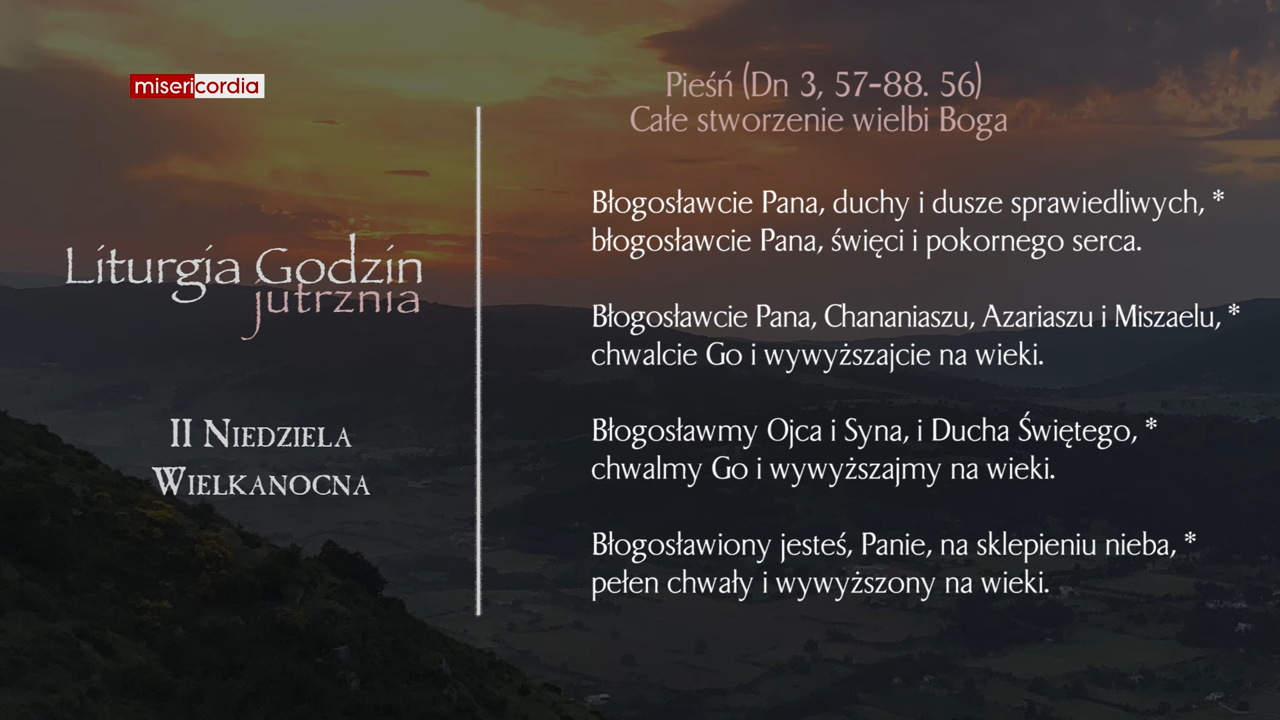 misericordia
Liturgia Godzin
jutrznia
II Niedziela
Wielkanocna
Pieśń (Dn 3, 57-88. 56)
Całe stworzenie wielbi Boga
Błogosławcie Pana, duchy i dusze sprawiedliwych, *
błogosławcie Pana, święci i pokornego serca.
Błogosławcie Pana, Chananiaszu, Azariaszu i Miszaelu, *
chwalcie Go i wywyższajcie na wieki.
Błogosławmy Ojca i Syna, i Ducha Świętego, *
chwalmy Go i wywyższajmy na wieki.
Błogosławiony jesteś, Panie, na sklepieniu nieba, *
pełen chwały i wywyższony na wieki.